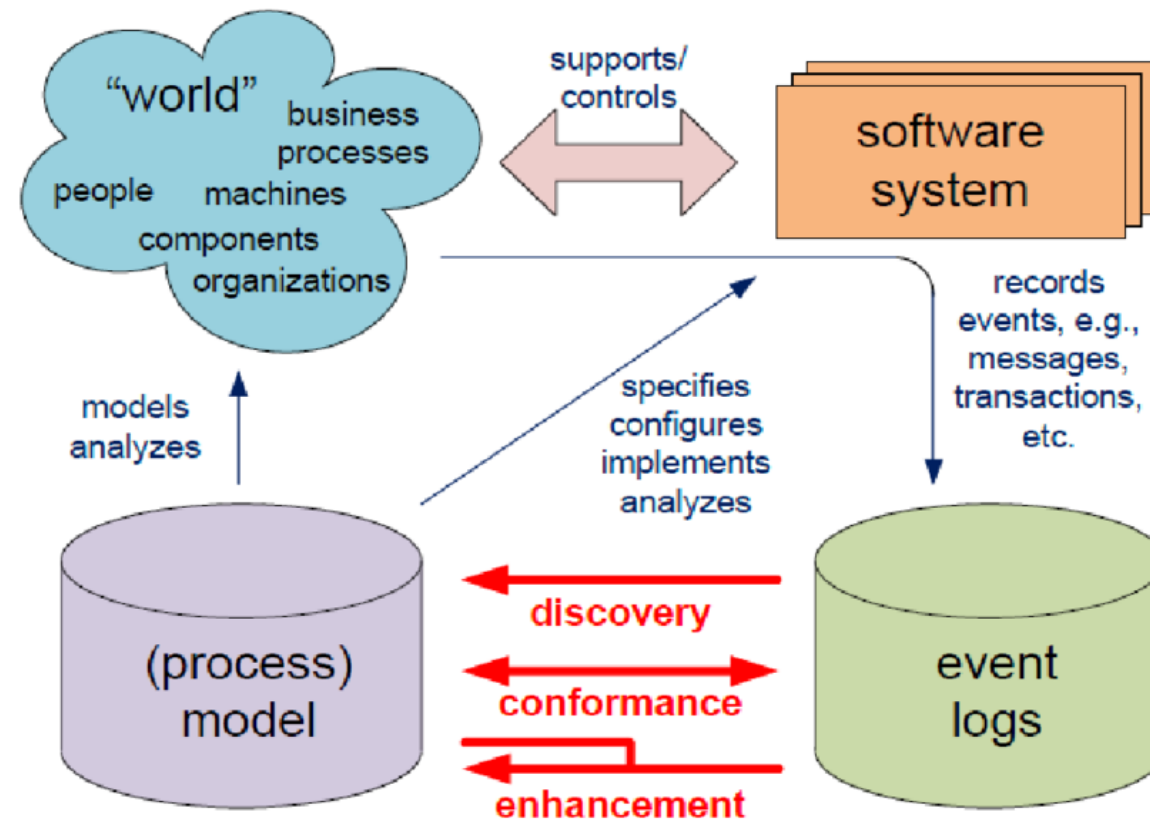 “world”
business
processes
people
machines
components
organizations
supports/
controls
software
system
records
events, e.g.,
messages,
transactions,
etc.
models
analyzes
specifies
configures
implements
analyzes
(process)
model
discovery
conformance
enhancement
event
logs